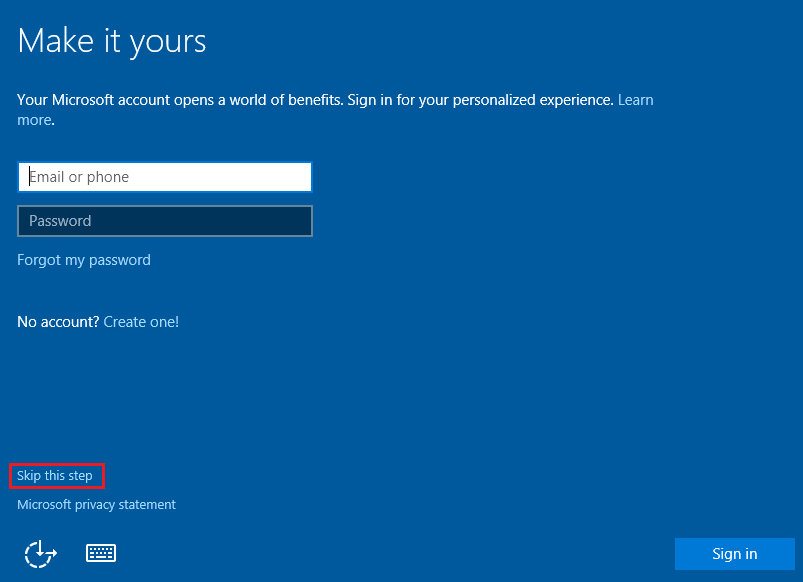 Make it yours
Your Microsoft account opens a world of benefits. Sign in for your personalized experience. Learn
more.
Email or phone
Password
Forgot my password
No account? Create one!
Skip this step
Microsoft privacy statement
Sign in